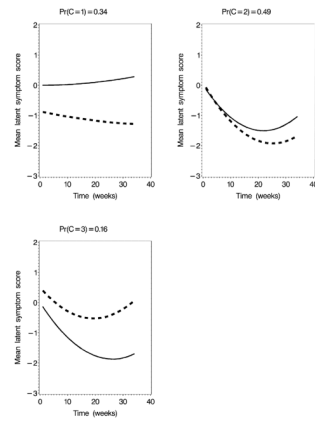 Pr(C=1)=0.34
Mean latent symptom score
2
1
0
−1
−2
−3
0 10 20 30 40
Time (weeks)
Pr(C=2)=0.49
Mean latent symptom score
2
1
0
−1
−2
−3
0 10 20 30 40
Time (weeks)
Pr(C=3)=0.16
Mean latent symptom score
2
1
0
−1
−2
−3
0 10 20 30 40
Time (weeks)